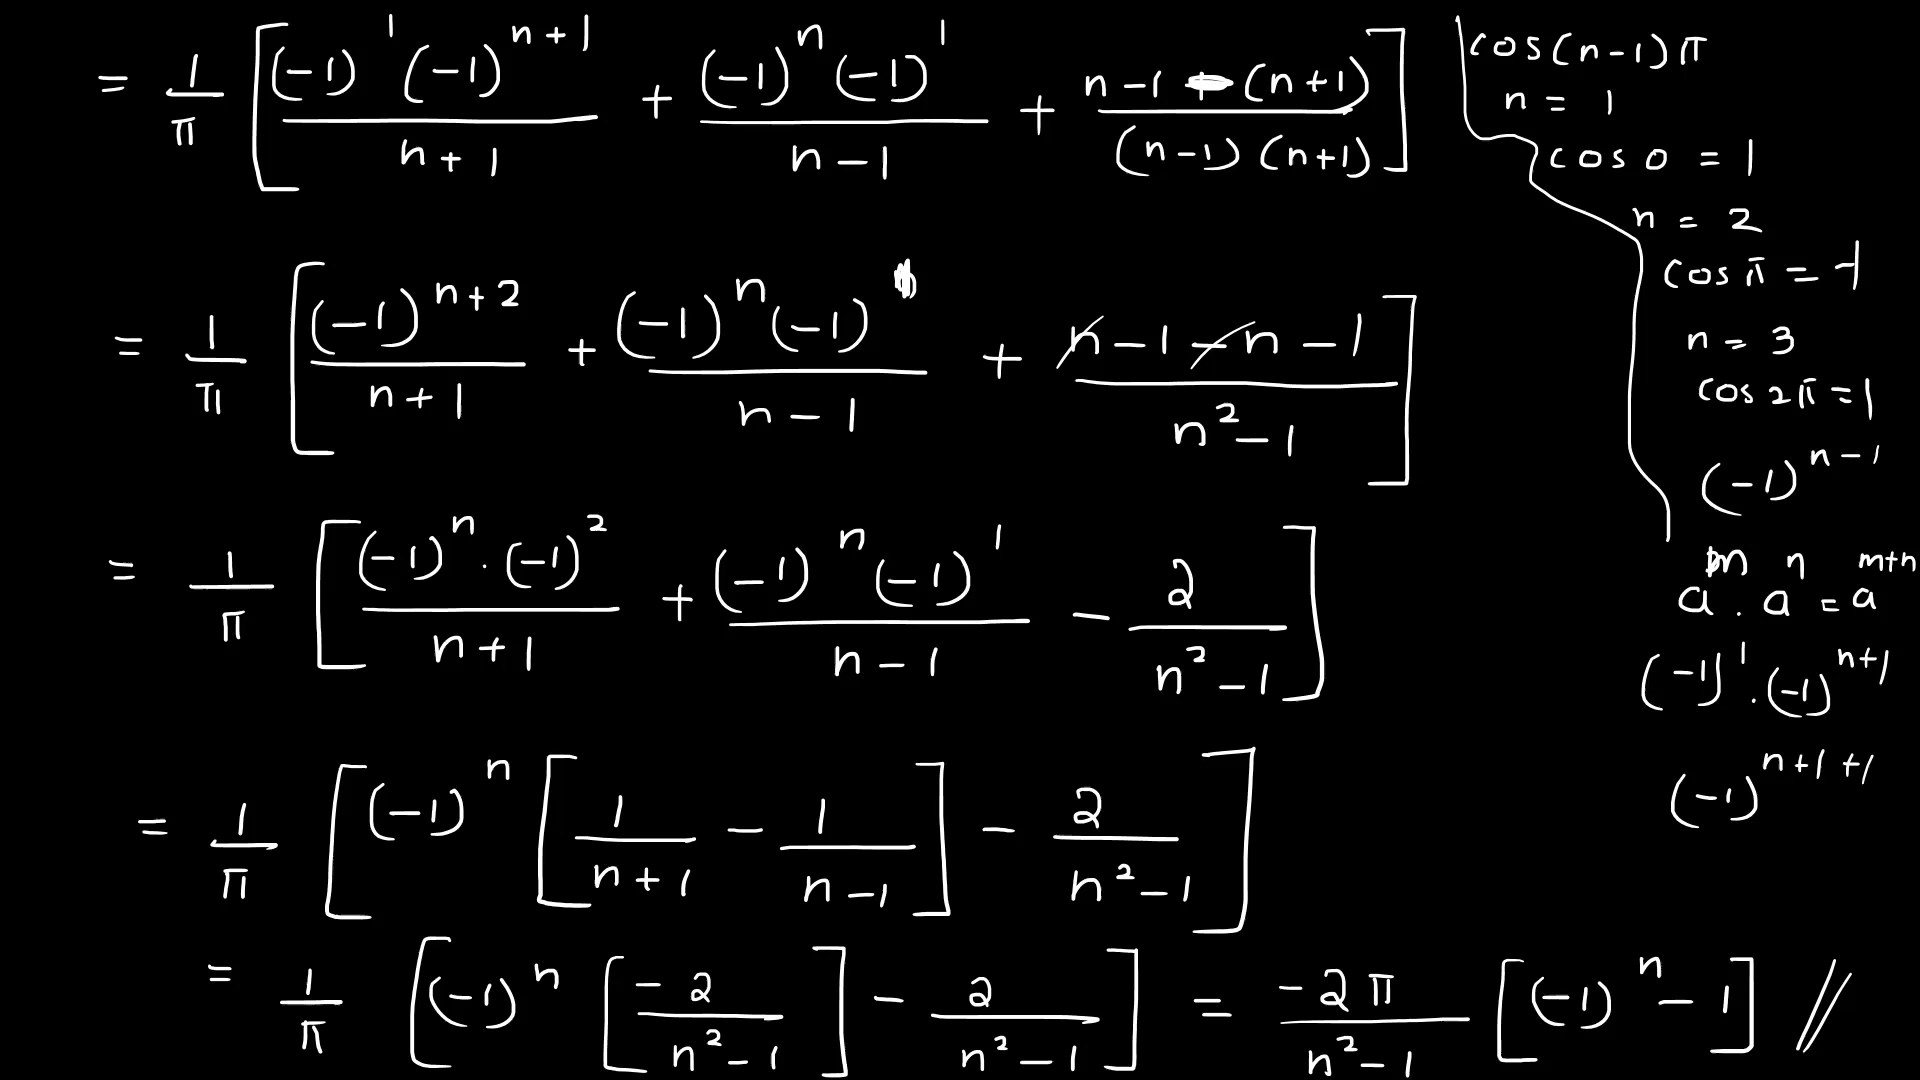 = 1/π [ (-1)^1 (-1)^{n+1} / n+1 + (-1)^n (-1)^1 / n-1 + n-1 - (n+1) / (n-1)(n+1) ]
= 1/π [ (-1)^{n+2} / n+1 + (-1)^n (-1) / n-1 + n-1-n-1 / n²-1 ]
= 1/π [ (-1)^n · (-1)² / n+1 + (-1)^n (-1)^1 / n-1 - 2 / n²-1 ]
= 1/π [ (-1)^n [ 1 / n+1 - 1 / n-1 ] - 2 / n²-1 ]
= 1/π [ (-1)^n [ -2 / n²-1 ] - 2 / n²-1 ] = -2π / n²-1 [ (-1)^n - 1 ] //
cos(n-1)π
n = 1
cos 0 = 1
n = 2
cos π = -1
n = 3
cos 2π = 1
(-1)^{n-1}
a^m · a^n = a^{m+n}
(-1)^1 · (-1)^{n+1}
(-1)^{n+1+1}